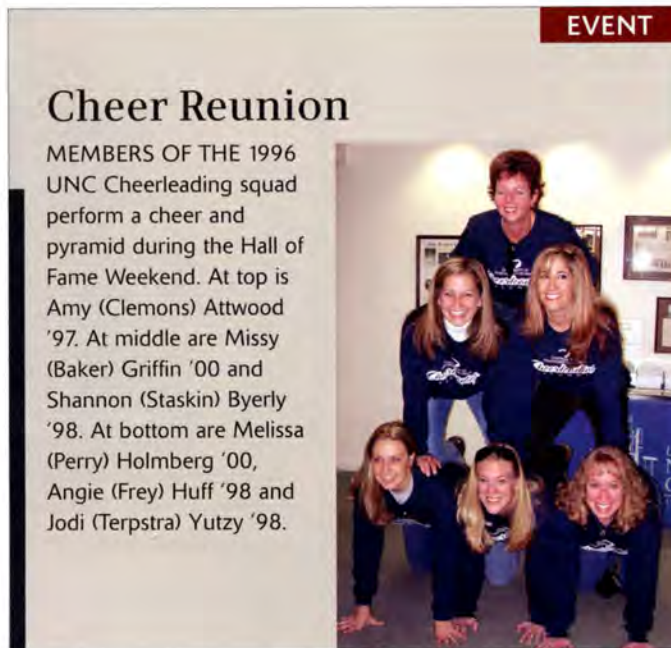 EVENT
Cheer Reunion
MEMBERS OF THE 1996
UNC Cheerleading squad
perform a cheer and
pyramid during the Hall of
Fame Weekend. At top is
Amy (Clemons) Attwood
'97. At middle are Missy
(Baker) Griffin '00 and
Shannon (Staskin) Byerly
'98. At bottom are Melissa
(Perry) Holmberg '00,
Angie (Frey) Huff '98 and
Jodi (Terpstra) Yutzy '98.
Cheerleading